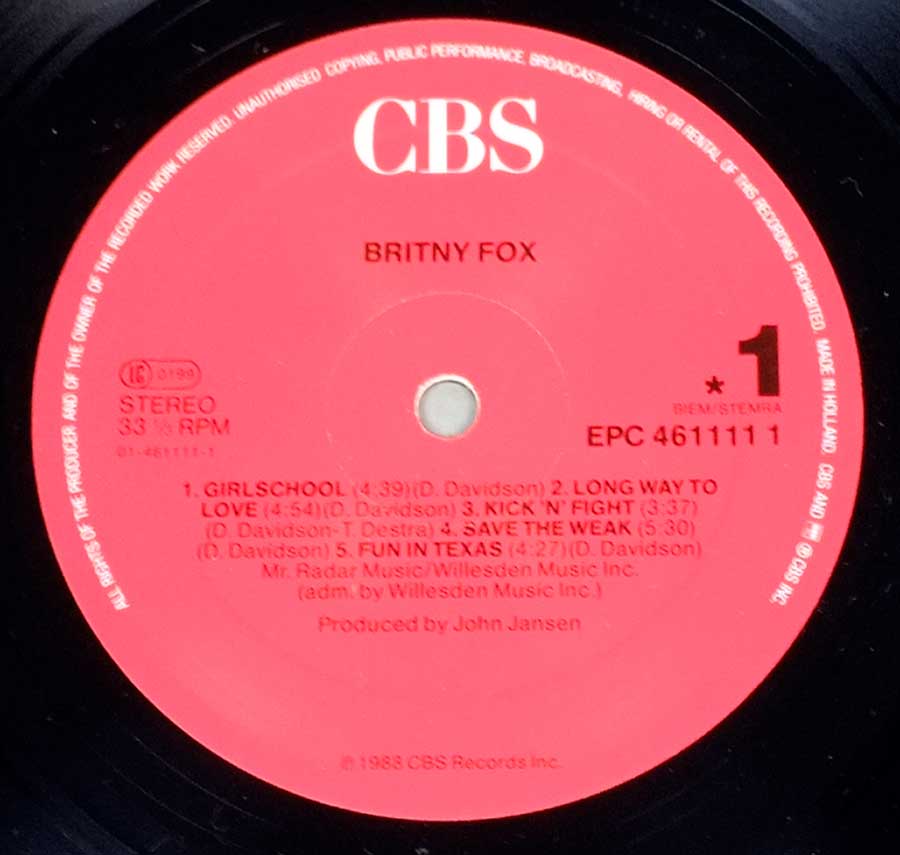 ALL RIGHTS OF THE PRODUCER AND OF THE OWNER OF THE RECORDED WORK RESERVED. UNAUTHORISED COPYING, PUBLIC PERFORMANCE, BROADCASTING, HIRING OR RENTAL OF THIS RECORDING PROHIBITED. MADE IN HOLLAND. CBS AND ℗ CBS INC.
CBS
BRITNY FOX
LC 0199
STEREO
33 ⅓ RPM
01-461111-1
* 1
BIEM/STEMRA
EPC 461111 1
1. GIRLSCHOOL (4:39)(D. Davidson) 2. LONG WAY TO
LOVE (4:54)(D. Davidson) 3. KICK 'N' FIGHT (3:37)
(D. Davidson-T. Destra) 4. SAVE THE WEAK (5:30)
(D. Davidson) 5. FUN IN TEXAS (4:27)(D. Davidson)
Mr. Radar Music/Willesden Music Inc.
(adm. by Willesden Music Inc.)
Produced by John Jansen
℗ 1988 CBS Records Inc.